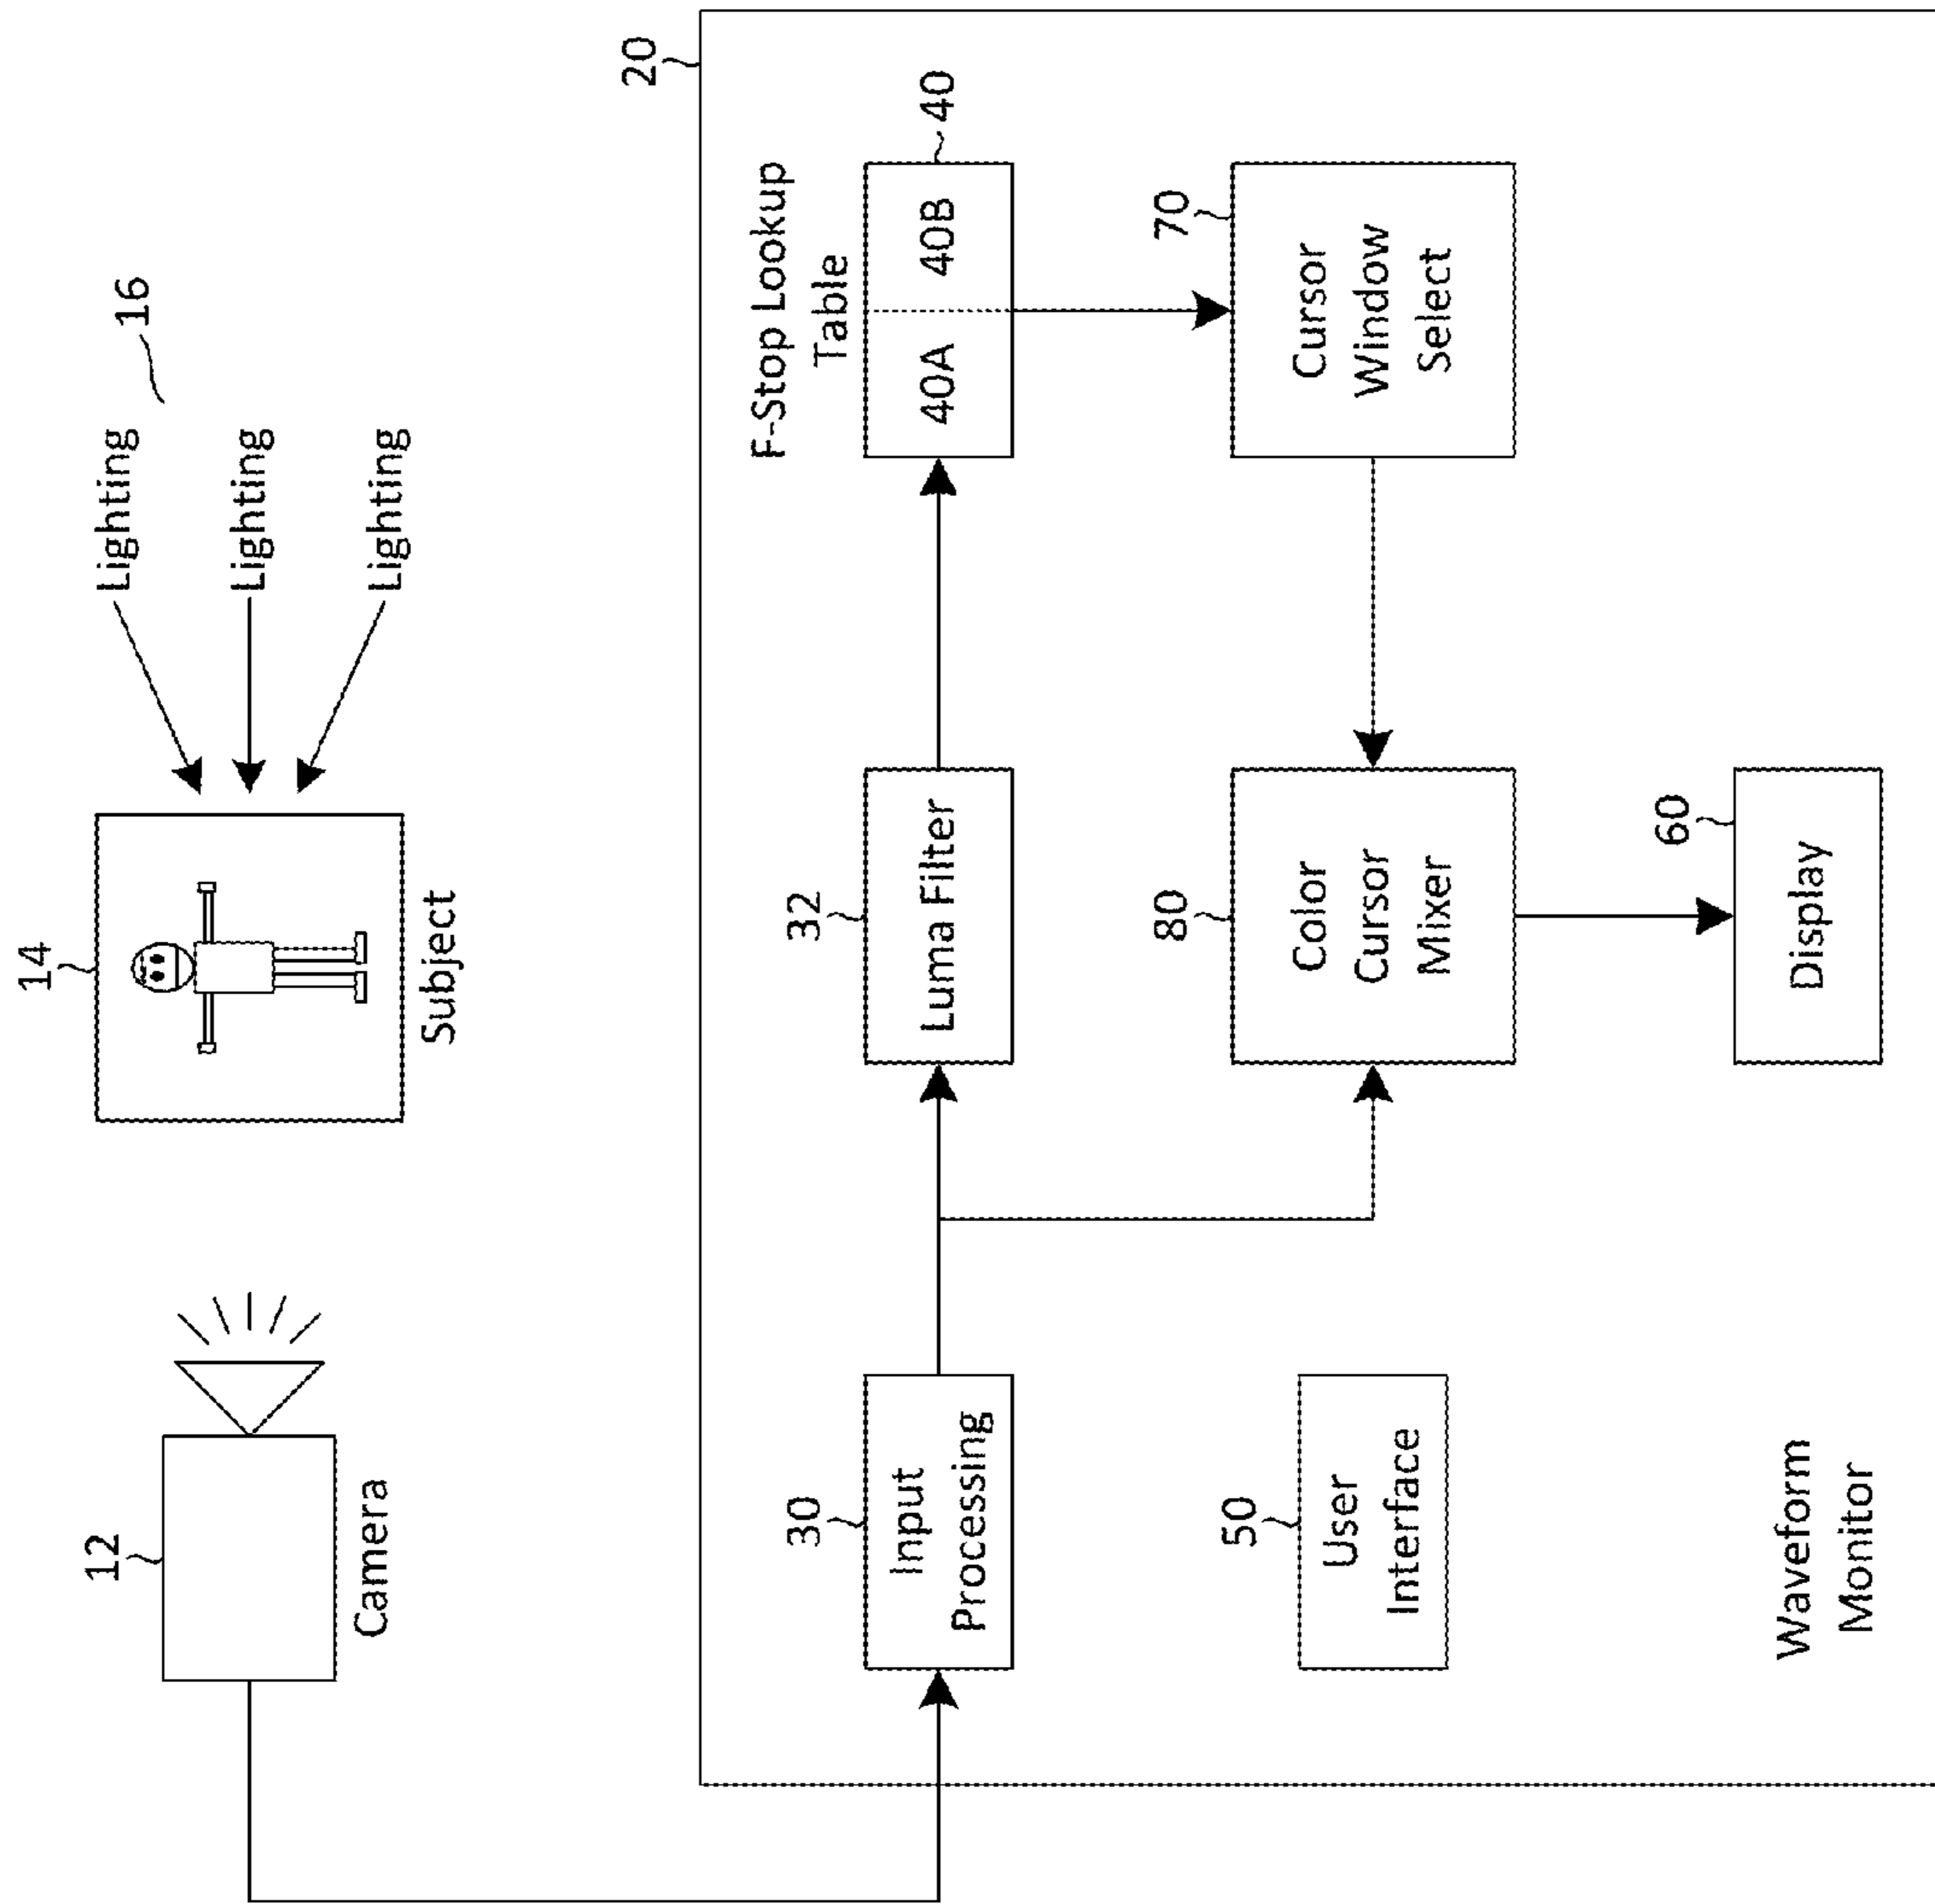 12
Camera
14
Subject
Lighting
Lighting
Lighting
16
20
30
Input
Processing
32
Luma Filter
F-Stop Lookup
Table
40A
40B
40
50
User
Interface
80
Color
Cursor
Mixer
70
Cursor
Window
Select
60
Display
Waveform
Monitor